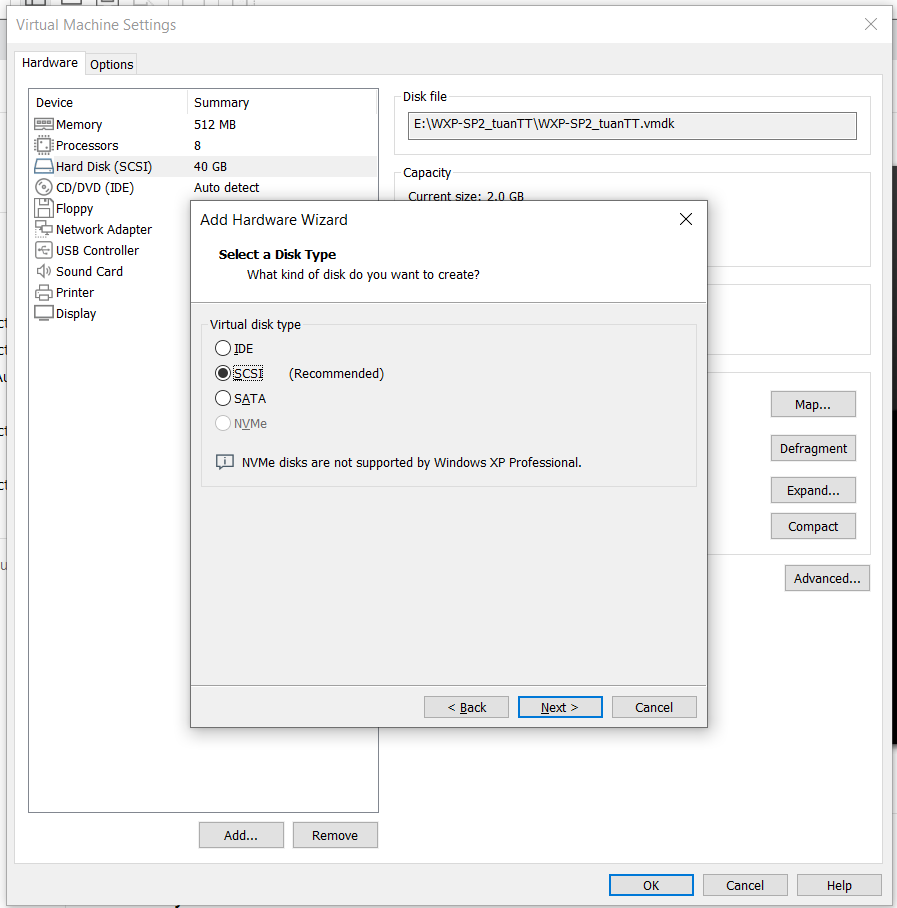 Virtual Machine Settings
Hardware
Options
Device Summary
Memory 512 MB
Processors 8
Hard Disk (SCSI) 40 GB
CD/DVD (IDE) Auto detect
Floppy
Network Adapter
USB Controller
Sound Card
Printer
Display
Add...
Remove
Disk file
E:\WXP-SP2_tuanTT\WXP-SP2_tuanTT.vmdk
Capacity
Current size: 2.0 GB
Map...
Defragment
Expand...
Compact
Advanced...
Add Hardware Wizard
Select a Disk Type
What kind of disk do you want to create?
Virtual disk type
IDE
SCSI (Recommended)
SATA
NVMe
NVMe disks are not supported by Windows XP Professional.
< Back
Next >
Cancel
OK
Cancel
Help